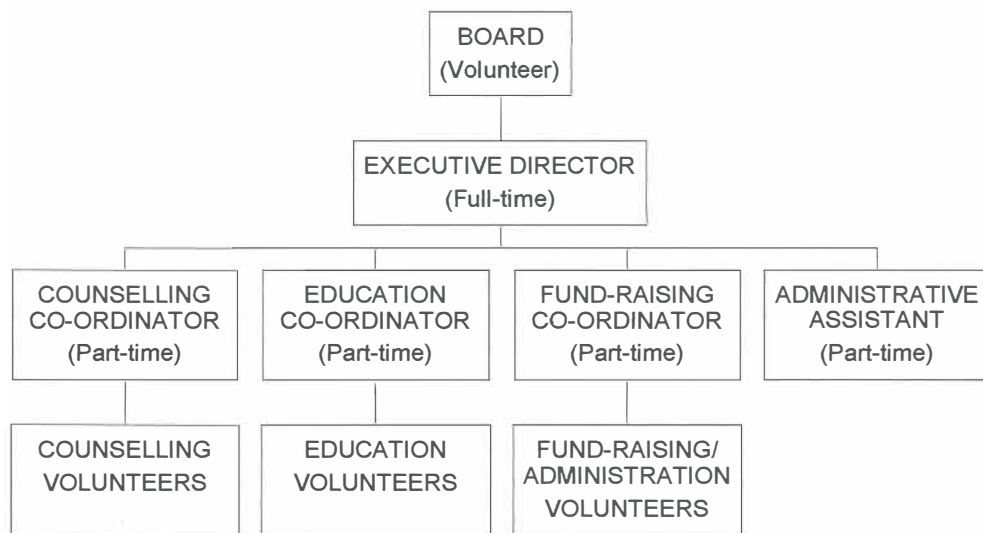 BOARD
(Volunteer)
EXECUTIVE DIRECTOR
(Full-time)
COUNSELLING
CO-ORDINATOR
(Part-time)
EDUCATION
CO-ORDINATOR
(Part-time)
FUND-RAISING
CO-ORDINATOR
(Part-time)
ADMINISTRATIVE
ASSISTANT
(Part-time)
COUNSELLING
VOLUNTEERS
EDUCATION
VOLUNTEERS
FUND-RAISING/
ADMINISTRATION
VOLUNTEERS